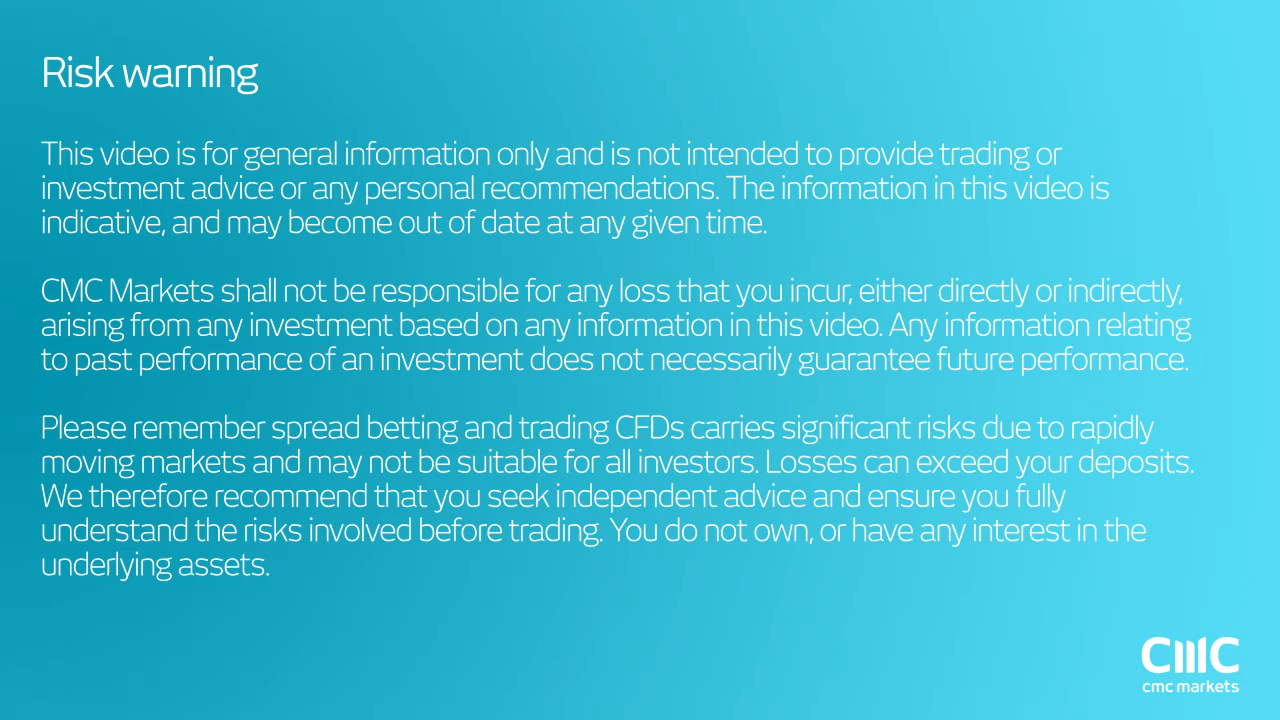 Risk warning
This video is for general information only and is not intended to provide trading or
investment advice or any personal recommendations. The information in this video is
indicative, and may become out of date at any given time.
CMC Markets shall not be responsible for any loss that you incur, either directly or indirectly,
arising from any investment based on any information in this video. Any information relating
to past performance of an investment does not necessarily guarantee future performance.
Please remember spread betting and trading CFDs carries significant risks due to rapidly
moving markets and may not be suitable for all investors. Losses can exceed your deposits.
We therefore recommend that you seek independent advice and ensure you fully
understand the risks involved before trading. You do not own, or have any interest in the
underlying assets.
CMC
cmc markets